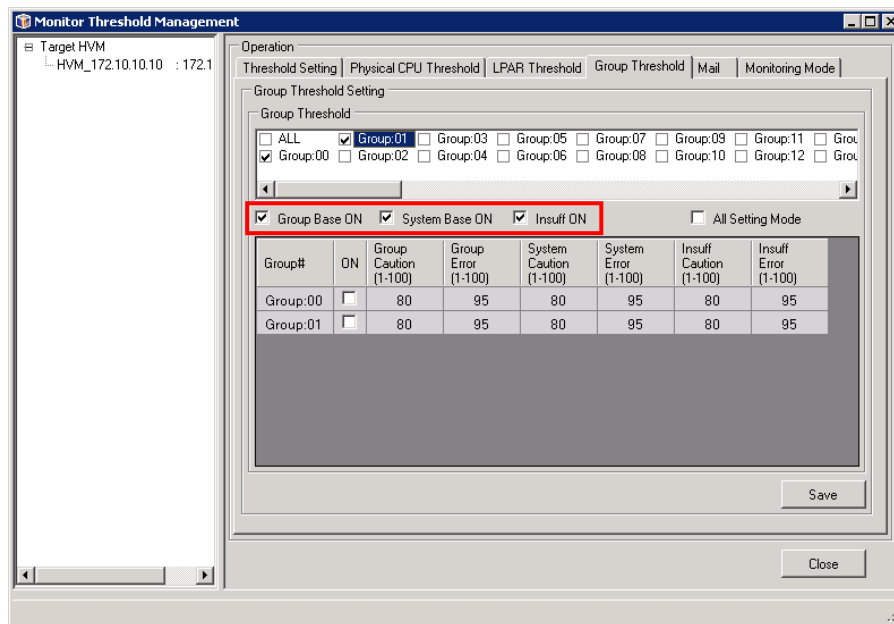 Monitor Threshold Management
Target HVM
HVM_172.10.10.10 : 172.1
Operation
Threshold Setting Physical CPU Threshold LPAR Threshold Group Threshold Mail Monitoring Mode
Group Threshold Setting
Group Threshold
ALL Group:01 Group:03 Group:05 Group:07 Group:09 Group:11 Grou
Group:00 Group:02 Group:04 Group:06 Group:08 Group:10 Group:12 Grou
Group Base ON System Base ON Insuff ON All Setting Mode
Group# ON Group Caution (1-100) Group Error (1-100) System Caution (1-100) System Error (1-100) Insuff Caution (1-100) Insuff Error (1-100)
Group:00 80 95 80 95 80 95
Group:01 80 95 80 95 80 95
Save
Close